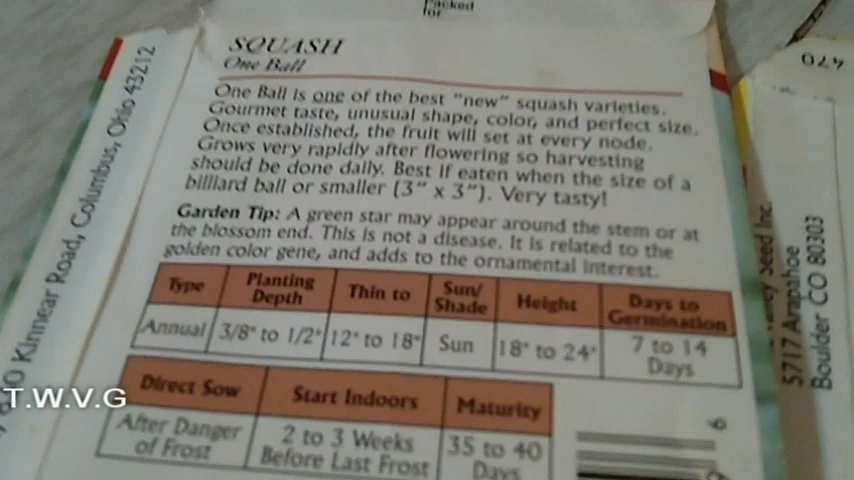 Packed
for
SQUASH
One Ball
One Ball is one of the best "new" squash varieties.
Gourmet taste, unusual shape, color, and perfect size.
Once established, the fruit will set at every node.
Grows very rapidly after flowering so harvesting
should be done daily. Best if eaten when the size of a
billiard ball or smaller (3" x 3"). Very tasty!
Garden Tip: A green star may appear around the stem or at
the blossom end. This is not a disease. It is related to the
golden color gene, and adds to the ornamental interest.
Type Planting Depth Thin to Sun/ Shade Height Days to Germination
Annual 3/8" to 1/2" 12" to 18" Sun 18" to 24" 7 to 14 Days
Direct Sow Start Indoors Maturity
After Danger of Frost 2 to 3 Weeks Before Last Frost 35 to 40 Days
Kinnear Road, Columbus, Ohio 43212
Seed Inc.
5717 Arapahoe
Boulder CO 80303
T.W.V.G